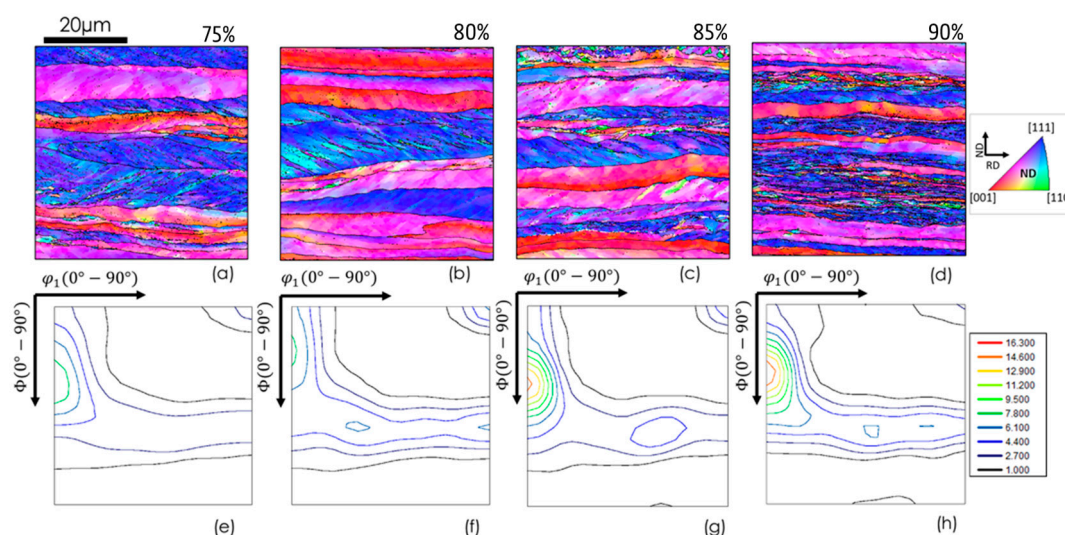 20μm
75%
80%
85%
90%
(a)
(b)
(c)
(d)
ND
RD
[111]
ND
[001]
[110
φ₁(0° − 90°)
φ₁(0° − 90°)
φ₁(0° − 90°)
φ₁(0° − 90°)
Φ(0° − 90°)
Φ(0° − 90°)
Φ(0° − 90°)
Φ(0° − 90°)
16.300
14.600
12.900
11.200
9.500
7.800
6.100
4.400
2.700
1.000
(e)
(f)
(g)
(h)